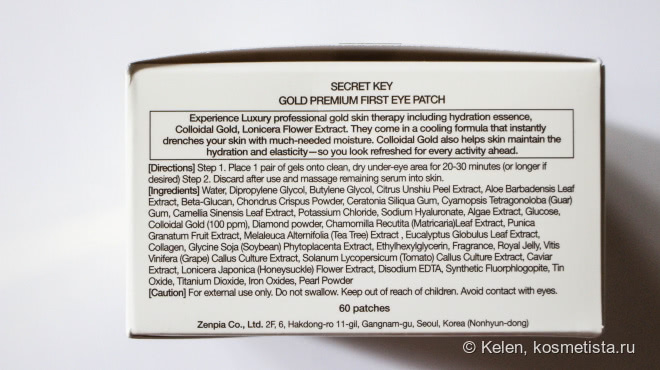 SECRET KEY
GOLD PREMIUM FIRST EYE PATCH
Experience Luxury professional gold skin therapy including hydration essence,
Colloidal Gold, Lonicera Flower Extract. They come in a cooling formula that instantly
drenches your skin with much-needed moisture. Colloidal Gold also helps skin maintain the
hydration and elasticity—so you look refreshed for every activity ahead.
[Directions] Step 1. Place 1 pair of gels onto clean, dry under-eye area for 20-30 minutes (or longer if
desired) Step 2. Discard after use and massage remaining serum into skin.
[Ingredients] Water, Dipropylene Glycol, Butylene Glycol, Citrus Unshiu Peel Extract, Aloe Barbadensis Leaf
Extract, Beta-Glucan, Chondrus Crispus Powder, Ceratonia Siliqua Gum, Cyamopsis Tetragonoloba (Guar)
Gum, Camellia Sinensis Leaf Extract, Potassium Chloride, Sodium Hyaluronate, Algae Extract, Glucose,
Colloidal Gold (100 ppm), Diamond powder, Chamomilla Recutita (Matricaria)Leaf Extract, Punica
Granatum Fruit Extract, Melaleuca Alternifolia (Tea Tree) Extract , Eucalyptus Globulus Leaf Extract,
Collagen, Glycine Soja (Soybean) Phytoplacenta Extract, Ethylhexylglycerin, Fragrance, Royal Jelly, Vitis
Vinifera (Grape) Callus Culture Extract, Solanum Lycopersicum (Tomato) Callus Culture Extract, Caviar
Extract, Lonicera Japonica (Honeysuckle) Flower Extract, Disodium EDTA, Synthetic Fluorphlogopite, Tin
Oxide, Titanium Dioxide, Iron Oxides, Pearl Powder
[Caution] For external use only. Do not swallow. Keep out of reach of children. Avoid contact with eyes.
60 patches
Zenpia Co., Ltd. 2F, 6, Hakdong-ro 11-gil, Gangnam-gu, Seoul, Korea (Nonhyun-dong)
© Kelen, kosmetista.ru